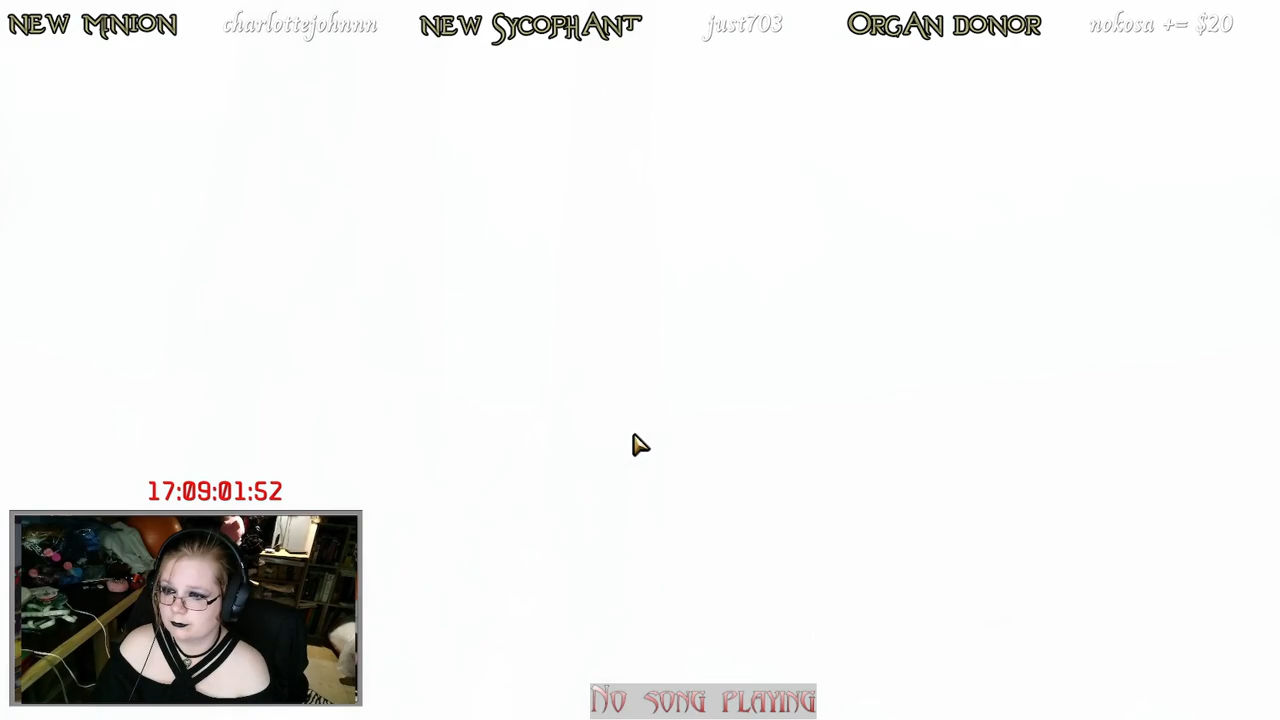 NEW MINION charlottejohnnn NEW SYCOPHANT just703 ORGAN DONOR nokosa += $20
17:09:01:52
No song playing